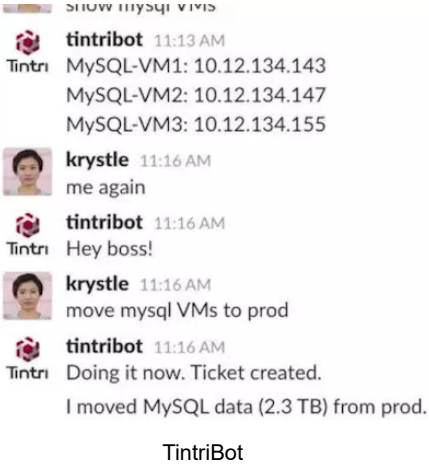 show mysql VMs
tintribot 11:13 AM
Tintri MySQL-VM1: 10.12.134.143
MySQL-VM2: 10.12.134.147
MySQL-VM3: 10.12.134.155
krystle 11:16 AM
me again
tintribot 11:16 AM
Tintri Hey boss!
krystle 11:16 AM
move mysql VMs to prod
tintribot 11:16 AM
Tintri Doing it now. Ticket created.
I moved MySQL data (2.3 TB) from prod.
TintriBot